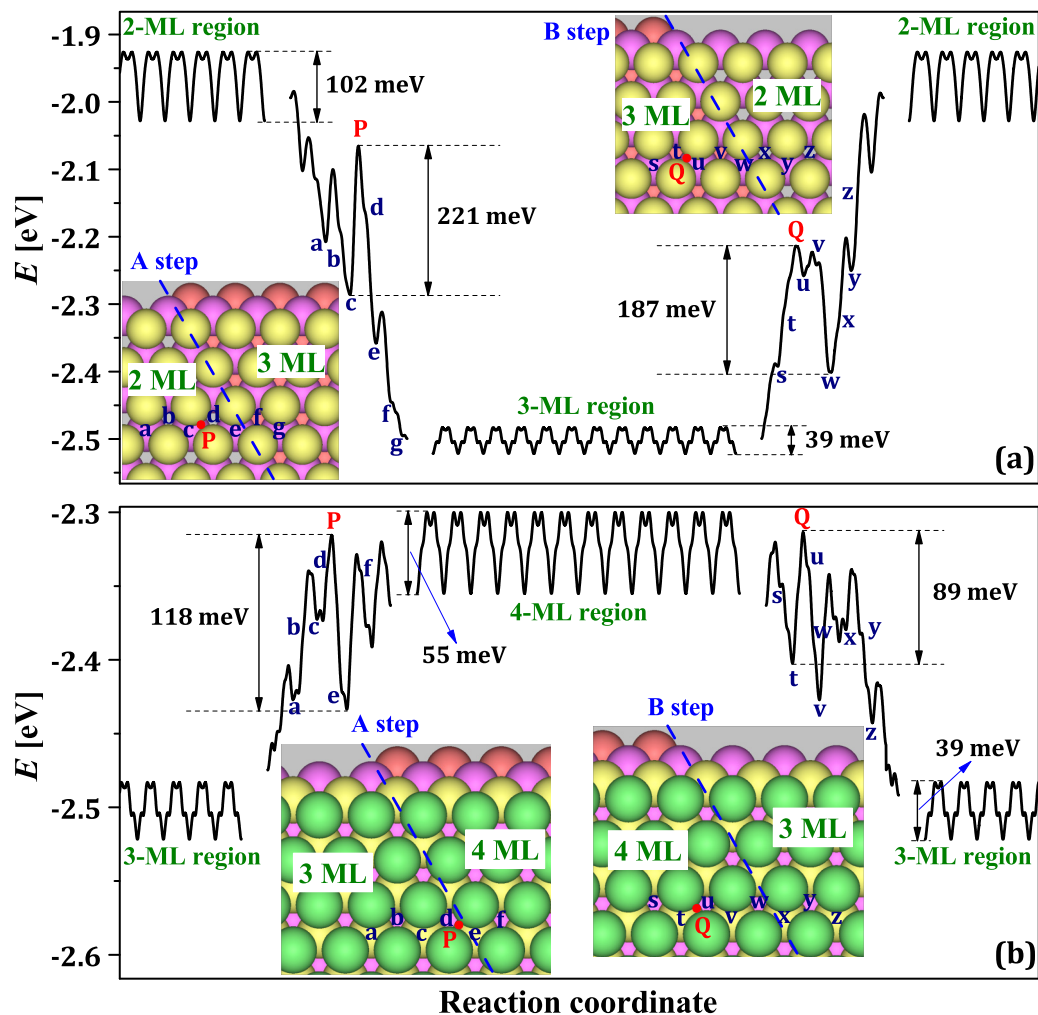 2-ML region
B step
2-ML region
-1.9
102 meV
2 ML
3 ML
-2.0
P
t v x z
s u w y
Q
-2.1
d
z
221 meV
a
b
A step
Q
v
-2.2
E [eV]
c
u
y
187 meV
-2.3
3 ML
2 ML
t
x
e
s
w
-2.4
b d f
a c e g
P
3-ML region
f
g
39 meV
-2.5
(a)
-2.3
P
Q
d
f
u
118 meV
4-ML region
89 meV
b
c
s
w
x
y
55 meV
t
-2.4
e
a
v
A step
B step
z
39 meV
E [eV]
-2.5
3-ML region
4 ML
3 ML
3 ML
4 ML
3-ML region
b d f
a c e
P
s u w y
t v x z
Q
-2.6
(b)
Reaction coordinate